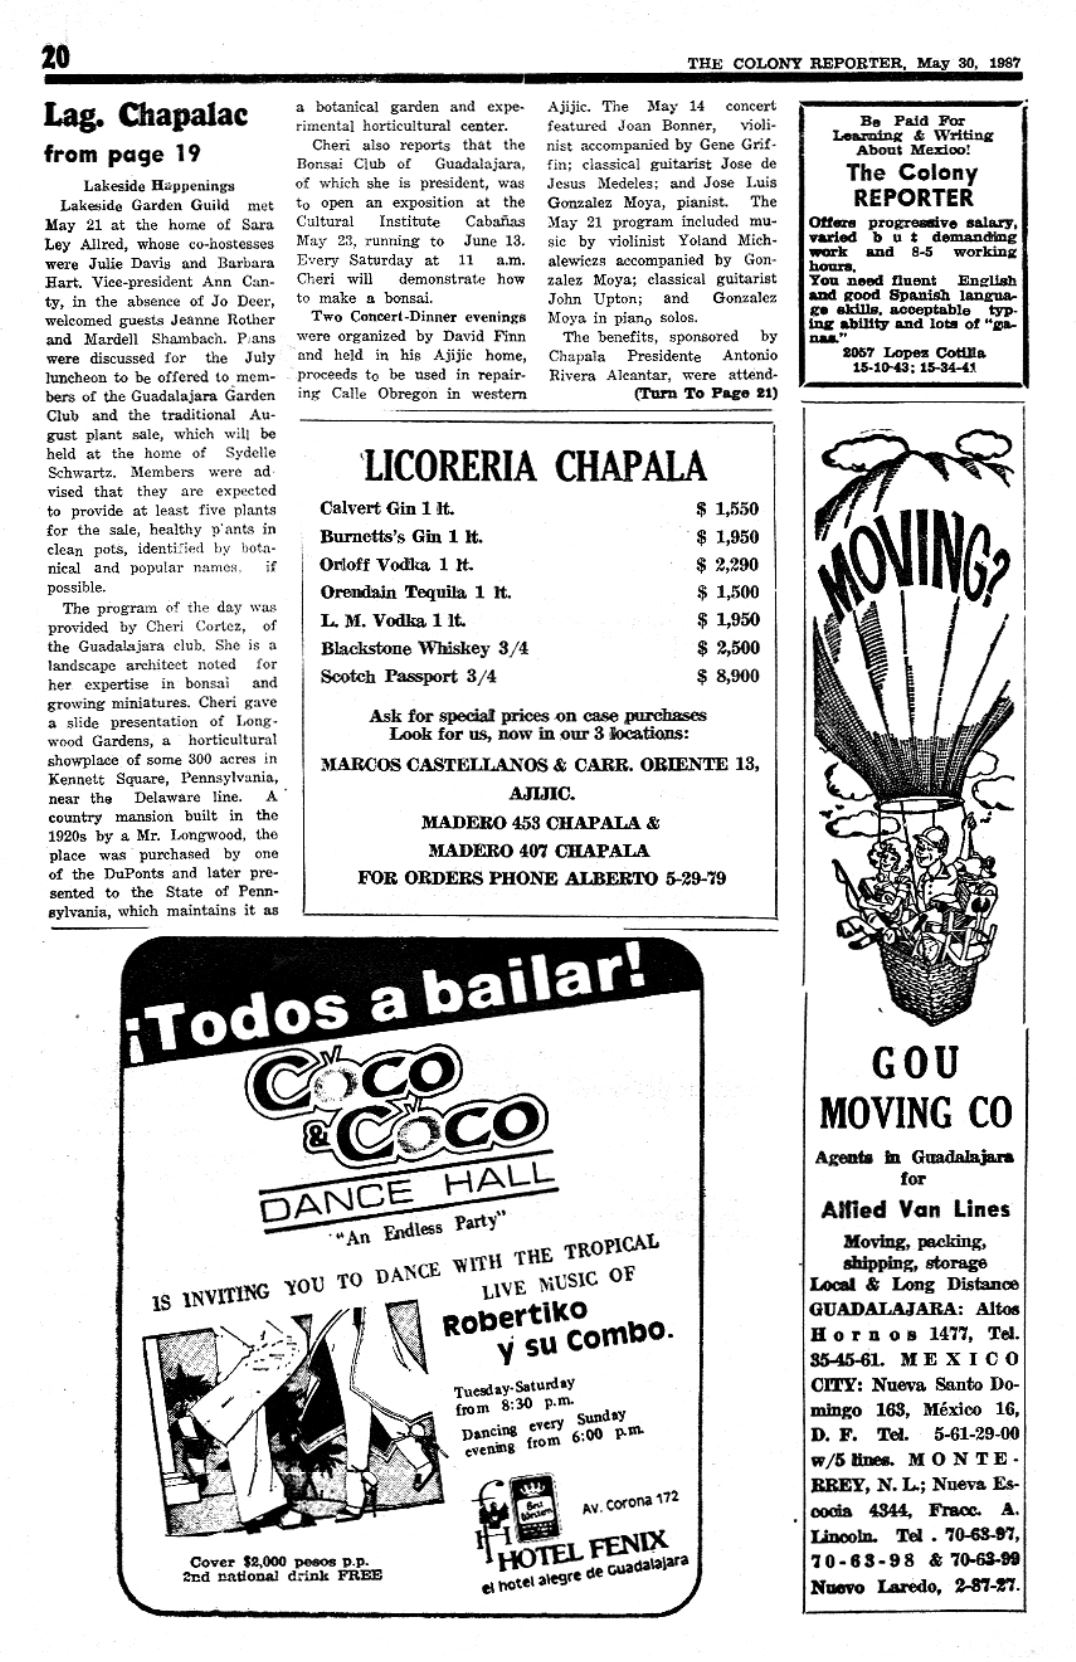 20
THE COLONY REPORTER, May 30, 1987
Lag. Chapalac
from page 19
Lakeside Happenings
Lakeside Garden Guild met
May 21 at the home of Sara
Ley Allred, whose co-hostesses
were Julie Davis and Barbara
Hart. Vice-president Ann Can-
ty, in the absence of Jo Deer,
welcomed guests Jeanne Rother
and Mardell Shambach. P.ans
were discussed for the July
luncheon to be offered to mem-
bers of the Guadalajara Garden
Club and the traditional Au-
gust plant sale, which will be
held at the home of Sydelle
Schwartz. Members were ad-
vised that they are expected
to provide at least five plants
for the sale, healthy p'ants in
clean pots, identified by bota-
nical and popular names, if
possible.
The program of the day was
provided by Cheri Cortez, of
the Guadalajara club. She is a
landscape architect noted for
her expertise in bonsai and
growing miniatures. Cheri gave
a slide presentation of Long-
wood Gardens, a horticultural
showplace of some 300 acres in
Kennett Square, Pennsylvania,
near the Delaware line. A
country mansion built in the
1920s by a Mr. Longwood, the
place was purchased by one
of the DuPonts and later pre-
sented to the State of Penn-
sylvania, which maintains it as
a botanical garden and expe-
rimental horticultural center.
Cheri also reports that the
Bonsai Club of Guadalajara,
of which she is president, was
to open an exposition at the
Cultural Institute Cabañas
May 23, running to June 13.
Every Saturday at 11 a.m.
Cheri will demonstrate how
to make a bonsai.
Two Concert-Dinner evenings
were organized by David Finn
and held in his Ajijic home,
proceeds to be used in repair-
ing Calle Obregon in western
Ajijic. The May 14 concert
featured Joan Bonner, violi-
nist accompanied by Gene Grif-
fin; classical guitarist Jose de
Jesus Medeles; and Jose Luis
Gonzalez Moya, pianist. The
May 21 program included mu-
sic by violinist Yoland Mich-
alewiczs accompanied by Gon-
zalez Moya; classical guitarist
John Upton; and Gonzalez
Moya in piano solos.
The benefits, sponsored by
Chapala Presidente Antonio
Rivera Alcantar, were attend-
(Turn To Page 21)
Be Paid For
Learning & Writing
About Mexico!
The Colony
REPORTER
Offers progressive salary,
varied but demanding
work and 8-5 working
hours,
You need fluent English
and good Spanish langua-
ge skills, acceptable typ-
ing ability and lots of "ga-
nas."
2057 Lopez Cotilla
15-10-43; 15-34-41
LICORERIA CHAPALA
Calvert Gin 1 lt. $ 1,550
Burnetts's Gin 1 lt. $ 1,950
Orloff Vodka 1 lt. $ 2,290
Orendain Tequila 1 lt. $ 1,500
L. M. Vodka 1 lt. $ 1,950
Blackstone Whiskey 3/4 $ 2,500
Scotch Passport 3/4 $ 8,900
Ask for special prices on case purchases
Look for us, now in our 3 locations:
MARCOS CASTELLANOS & CARR. ORIENTE 13,
AJIJIC.
MADERO 453 CHAPALA &
MADERO 407 CHAPALA
FOR ORDERS PHONE ALBERTO 5-29-79
MOVING?
GOU
MOVING CO
Agents in Guadalajara
for
Allied Van Lines
Moving, packing,
shipping, storage
Local & Long Distance
GUADALAJARA: Altos
Hornos 1477, Tel.
35-45-61. MEXICO
CITY: Nueva Santo Do-
mingo 163, México 16,
D. F. Tel. 5-61-29-00
w/5 lines. MONTE-
RREY, N. L.; Nueva Es-
cocia 4344, Fracc. A.
Lincoln. Tel. 70-63-97,
70-63-98 & 70-63-99
Nuevo Laredo, 2-87-27.
¡Todos a bailar!
COCO
& COCO
DANCE HALL
"An Endless Party"
IS INVITING YOU TO DANCE WITH THE TROPICAL
LIVE MUSIC OF
Robertiko
y su Combo.
Tuesday-Saturday
from 8:30 p.m.
Dancing every Sunday
evening from 6:00 p.m.
Best
Western
Av. Corona 172
HOTEL FENIX
el hotel alegre de Guadalajara
Cover $2,000 pesos p.p.
2nd national drink FREE